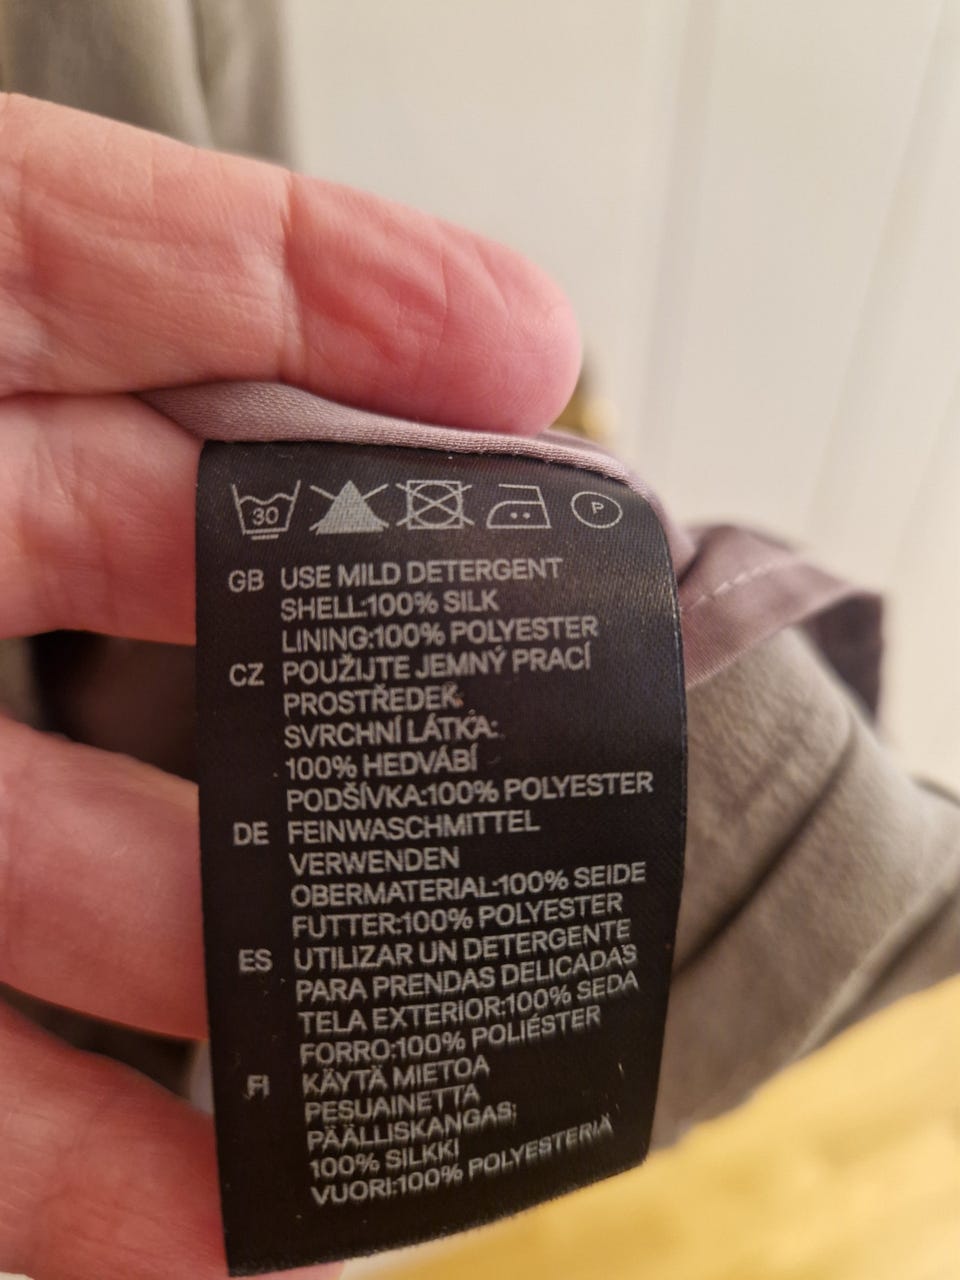 30 P
GB USE MILD DETERGENT
SHELL:100% SILK
LINING:100% POLYESTER
CZ POUŽIJTE JEMNÝ PRACÍ
PROSTŘEDEK.
SVRCHNÍ LÁTKA:
100% HEDVÁBÍ
PODŠÍVKA:100% POLYESTER
DE FEINWASCHMITTEL
VERWENDEN
OBERMATERIAL:100% SEIDE
FUTTER:100% POLYESTER
ES UTILIZAR UN DETERGENTE
PARA PRENDAS DELICADAS
TELA EXTERIOR:100% SEDA
FORRO:100% POLIÉSTER
FI KÄYTÄ MIETOA
PESUAINETTA
PÄÄLLISKANGAS:
100% SILKKI
VUORI:100% POLYESTERIÄ